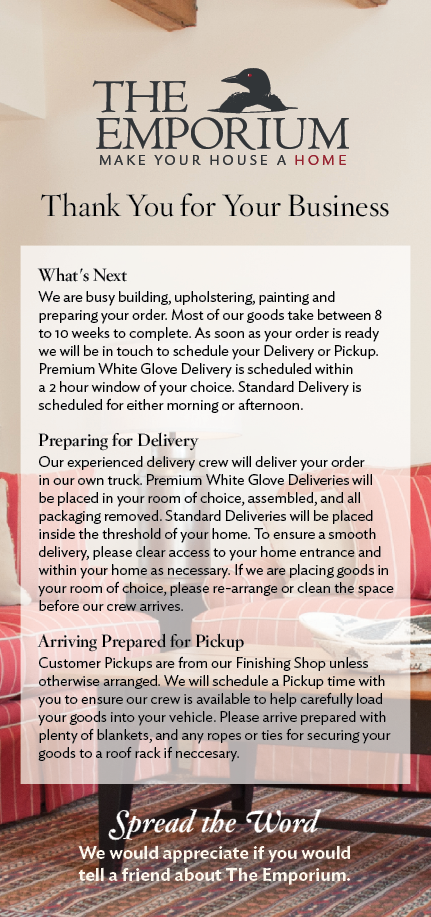 THE
EMPORIUM
MAKE YOUR HOUSE A HOME
Thank You for Your Business
What's Next
We are busy building, upholstering, painting and
preparing your order. Most of our goods take between 8
to 10 weeks to complete. As soon as your order is ready
we will be in touch to schedule your Delivery or Pickup.
Premium White Glove Delivery is scheduled within
a 2 hour window of your choice. Standard Delivery is
scheduled for either morning or afternoon.
Preparing for Delivery
Our experienced delivery crew will deliver your order
in our own truck. Premium White Glove Deliveries will
be placed in your room of choice, assembled, and all
packaging removed. Standard Deliveries will be placed
inside the threshold of your home. To ensure a smooth
delivery, please clear access to your home entrance and
within your home as necessary. If we are placing goods in
your room of choice, please re-arrange or clean the space
before our crew arrives.
Arriving Prepared for Pickup
Customer Pickups are from our Finishing Shop unless
otherwise arranged. We will schedule a Pickup time with
you to ensure our crew is available to help carefully load
your goods into your vehicle. Please arrive prepared with
plenty of blankets, and any ropes or ties for securing your
goods to a roof rack if neccesary.
Spread the Word
We would appreciate if you would
tell a friend about The Emporium.